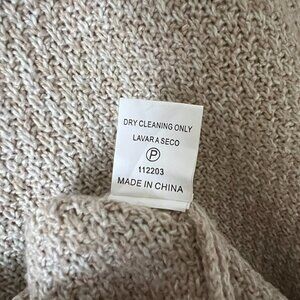 DRY CLEANING ONLY
LAVAR A SECO
P
112203
MADE IN CHINA